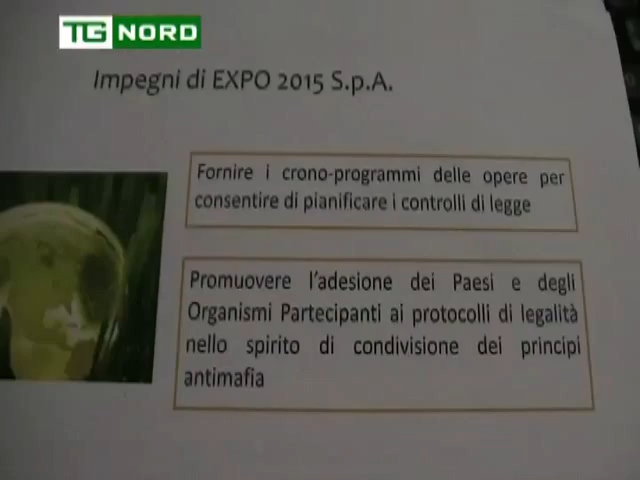 TG NORD
Impegni di EXPO 2015 S.p.A.
Fornire i crono-programmi delle opere per
consentire di pianificare i controlli di legge
Promuovere l'adesione dei Paesi e degli
Organismi Partecipanti ai protocolli di legalità
nello spirito di condivisione dei principi
antimafia